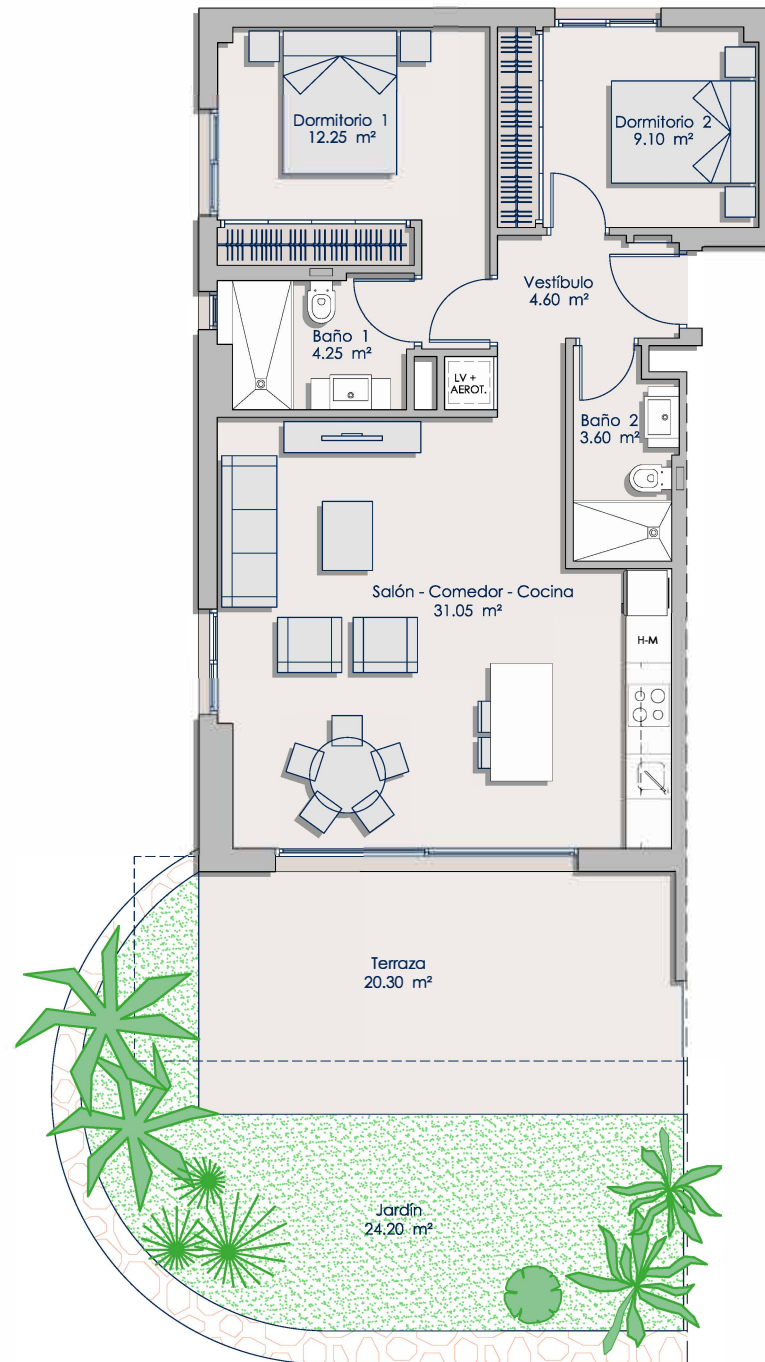 Dormitorio 1
12.25 m²
Dormitorio 2
9.10 m²
Vestíbulo
4.60 m²
Baño 1
4.25 m²
LV +
AEROT.
Baño 2
3.60 m²
Salón - Comedor - Cocina
31.05 m²
H-M
Terraza
20.30 m²
Jardín
24.20 m²